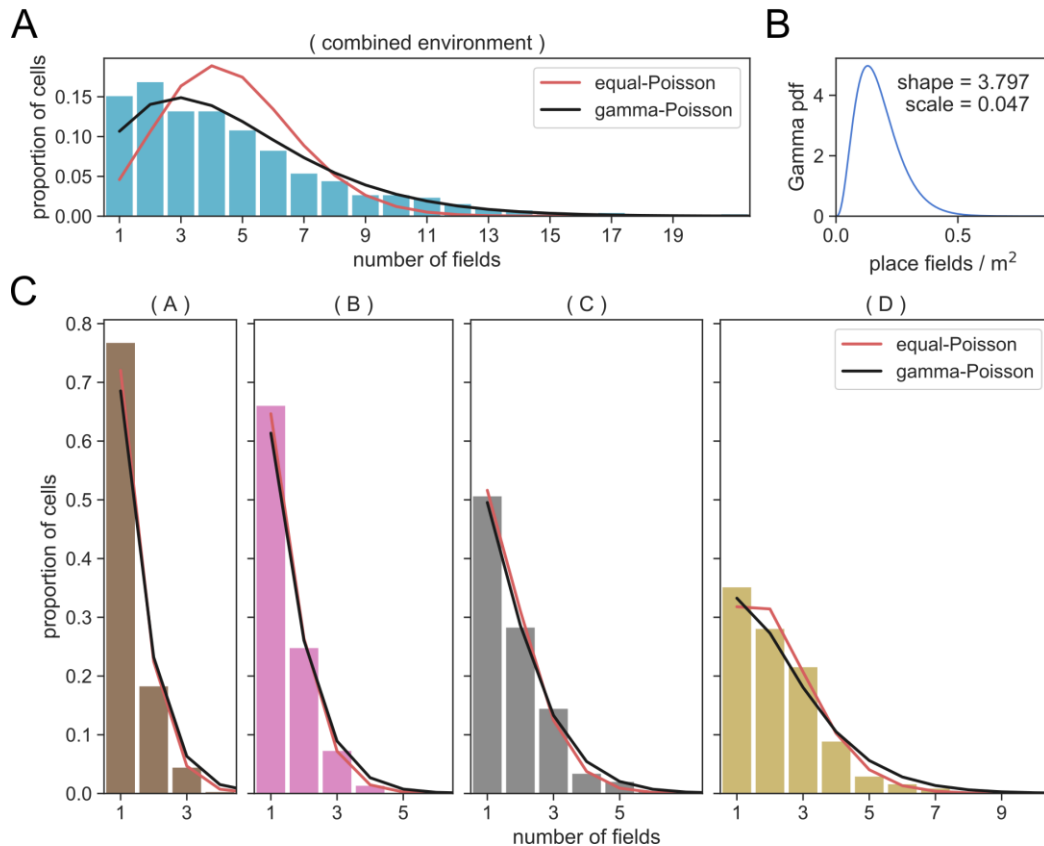 A
( combined environment )
proportion of cells
0.15
0.10
0.05
0.00
equal-Poisson
gamma-Poisson
1 3 5 7 9 11 13 15 17 19
number of fields
B
Gamma pdf
4
2
0
shape = 3.797
scale = 0.047
0.0 0.5
place fields / m²
C
proportion of cells
0.8
0.7
0.6
0.5
0.4
0.3
0.2
0.1
0.0
( A )
1 3
( B )
1 3 5
( C )
1 3 5 7
( D )
equal-Poisson
gamma-Poisson
1 3 5 7 9
number of fields